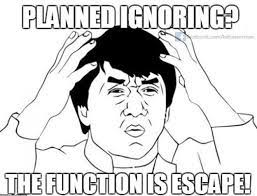 PLANNED IGNORING?
THE FUNCTION IS ESCAPE!